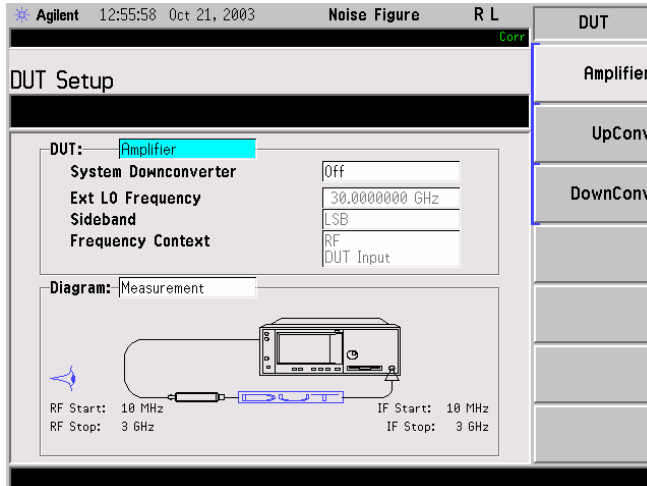 Agilent 12:55:58 Oct 21, 2003 Noise Figure R L
Corr
DUT
DUT Setup
Amplifier
UpConv
DownConv
DUT: Amplifier
System Downconverter Off
Ext LO Frequency 30.0000000 GHz
Sideband LSB
Frequency Context RF
DUT Input
Diagram: Measurement
RF Start: 10 MHz IF Start: 10 MHz
RF Stop: 3 GHz IF Stop: 3 GHz